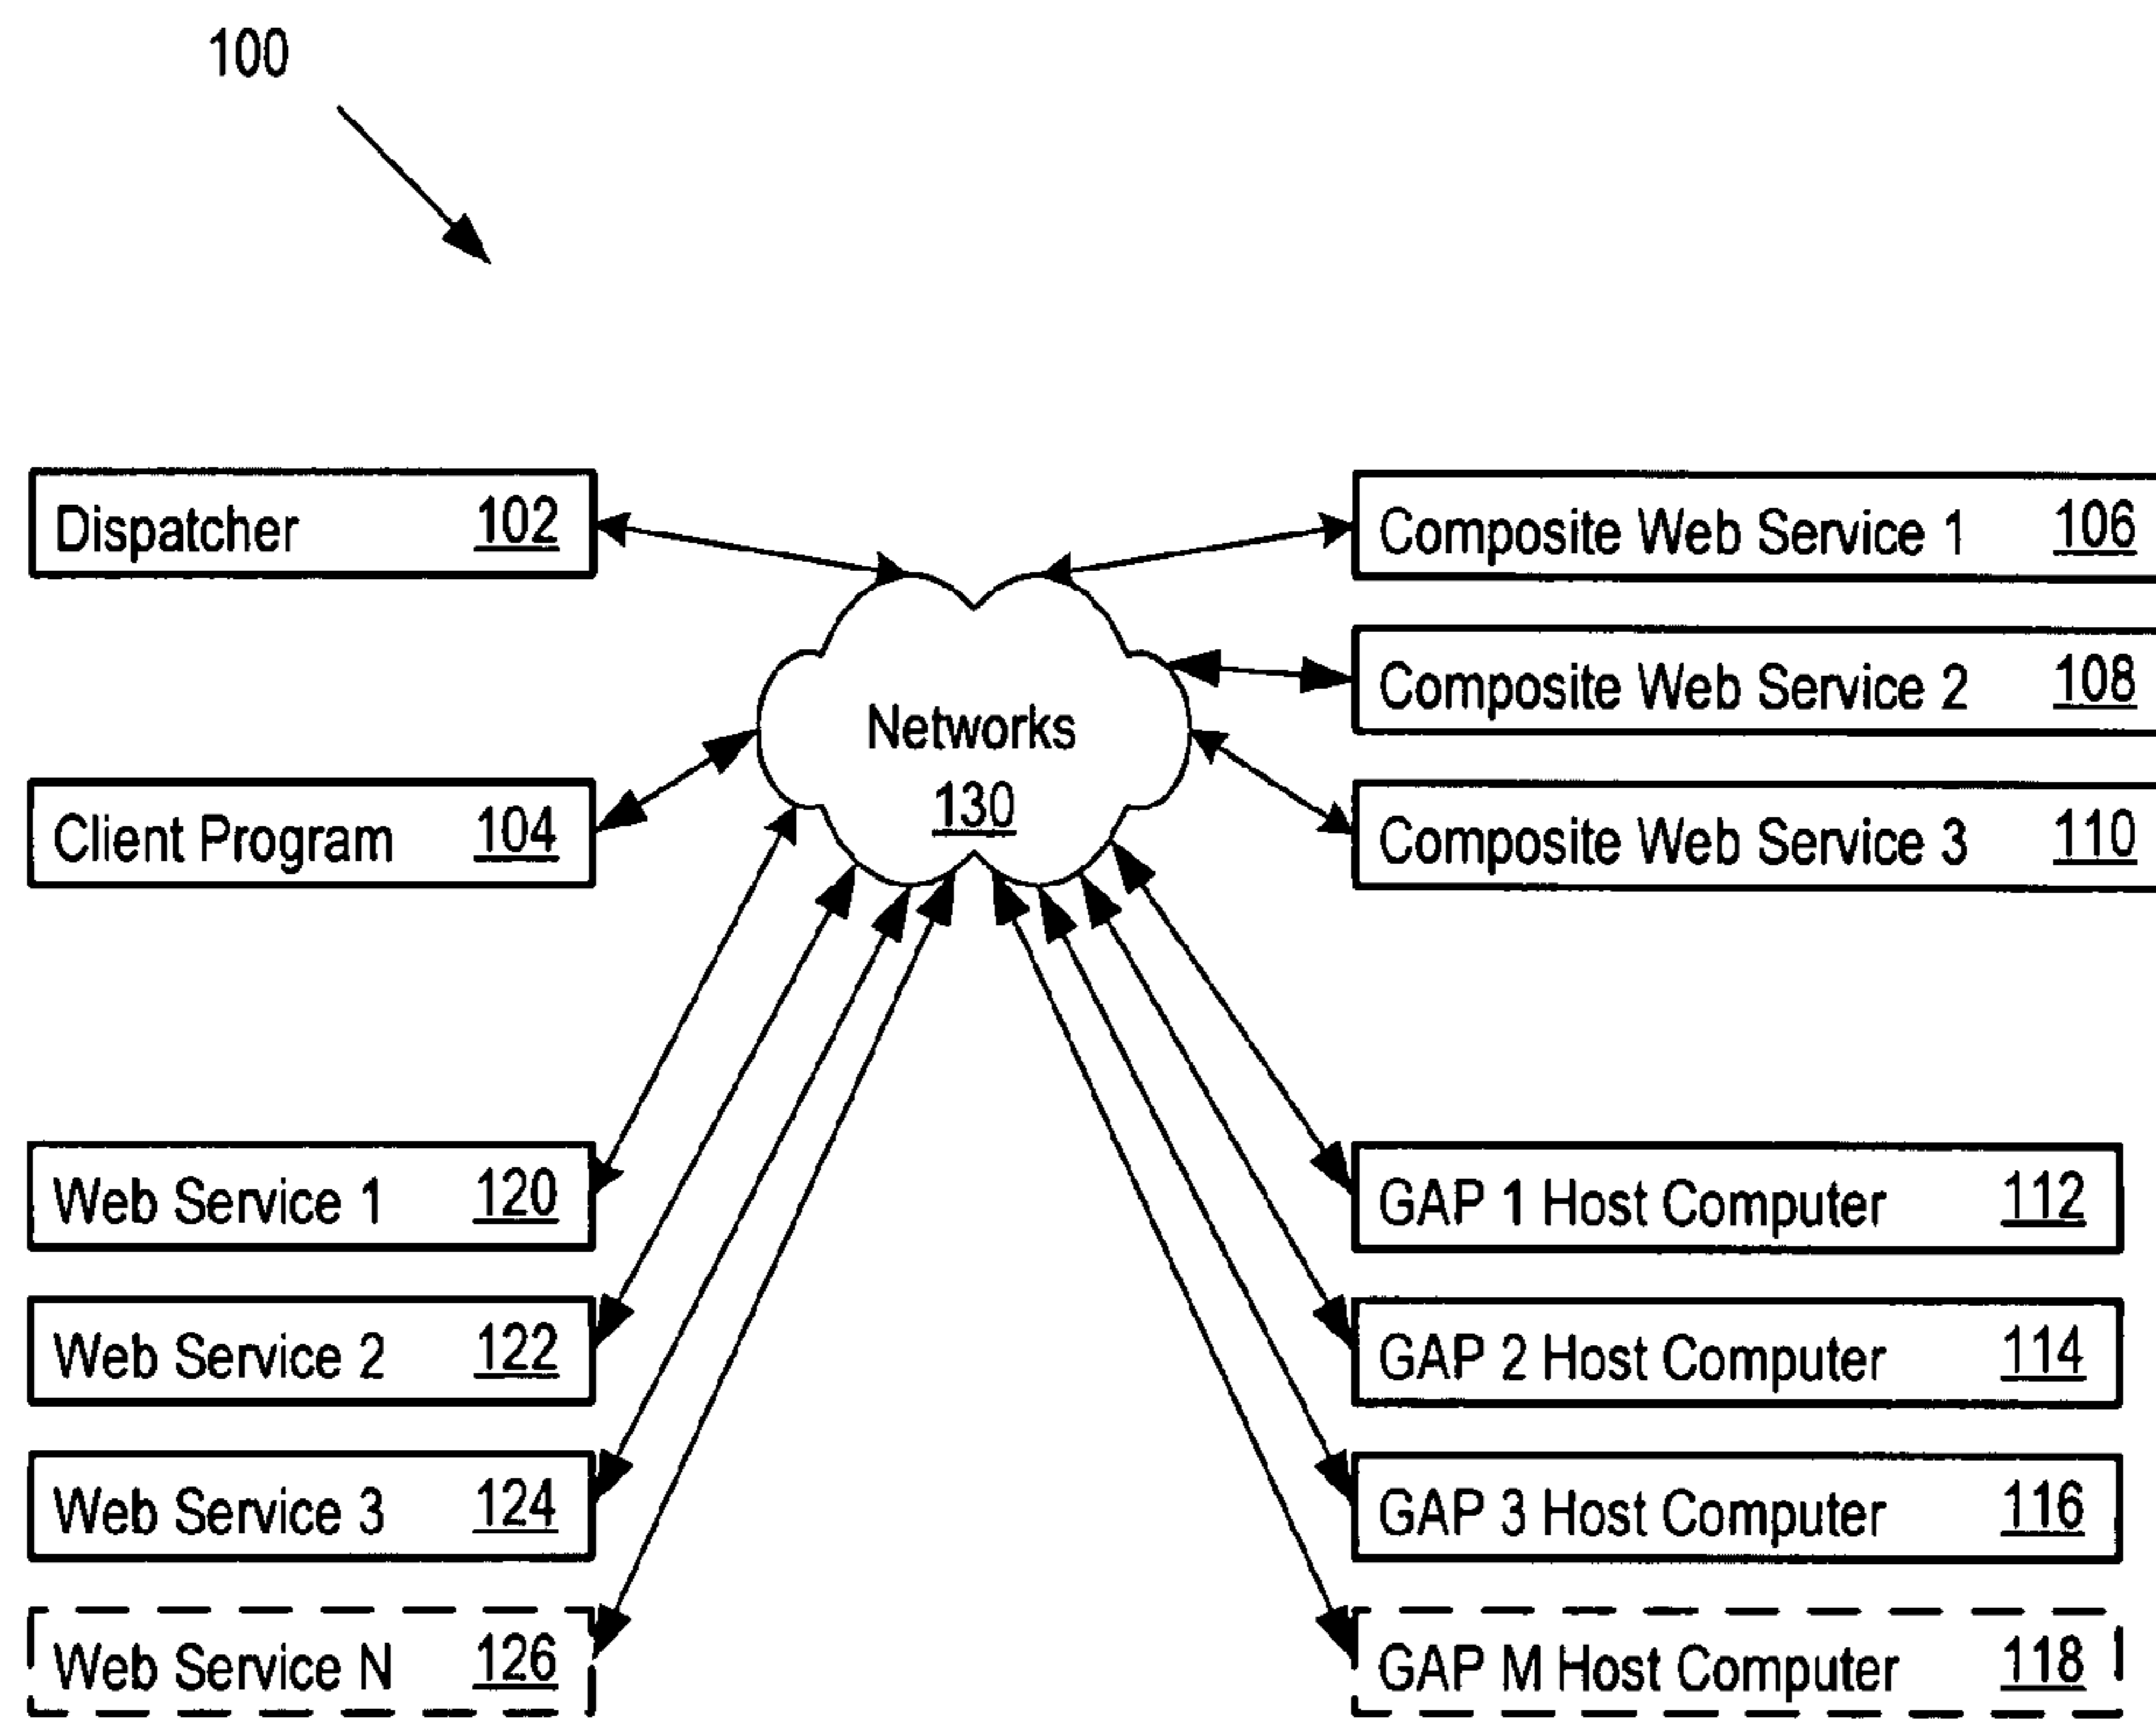 100
Dispatcher 102
Composite Web Service 1 106
Composite Web Service 2 108
Networks
130
Client Program 104
Composite Web Service 3 110
Web Service 1 120
GAP 1 Host Computer 112
Web Service 2 122
GAP 2 Host Computer 114
Web Service 3 124
GAP 3 Host Computer 116
Web Service N 126
GAP M Host Computer 118